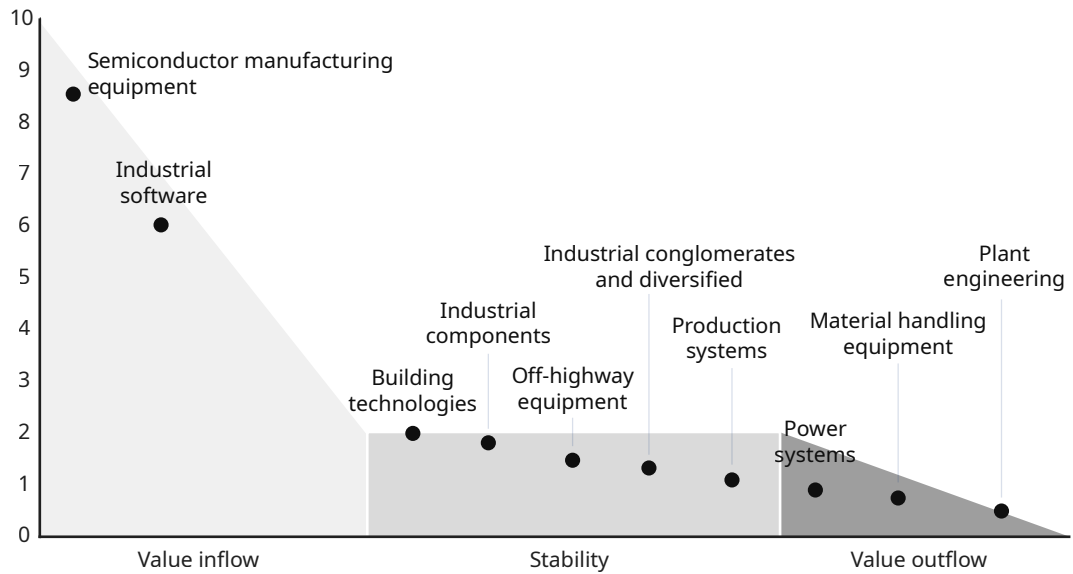 10
9
8
7
6
5
4
3
2
1
0
Semiconductor manufacturing
equipment
Industrial
software
Building
technologies
Industrial
components
Off-highway
equipment
Industrial conglomerates
and diversified
Production
systems
Power
systems
Material handling
equipment
Plant
engineering
Value inflow
Stability
Value outflow